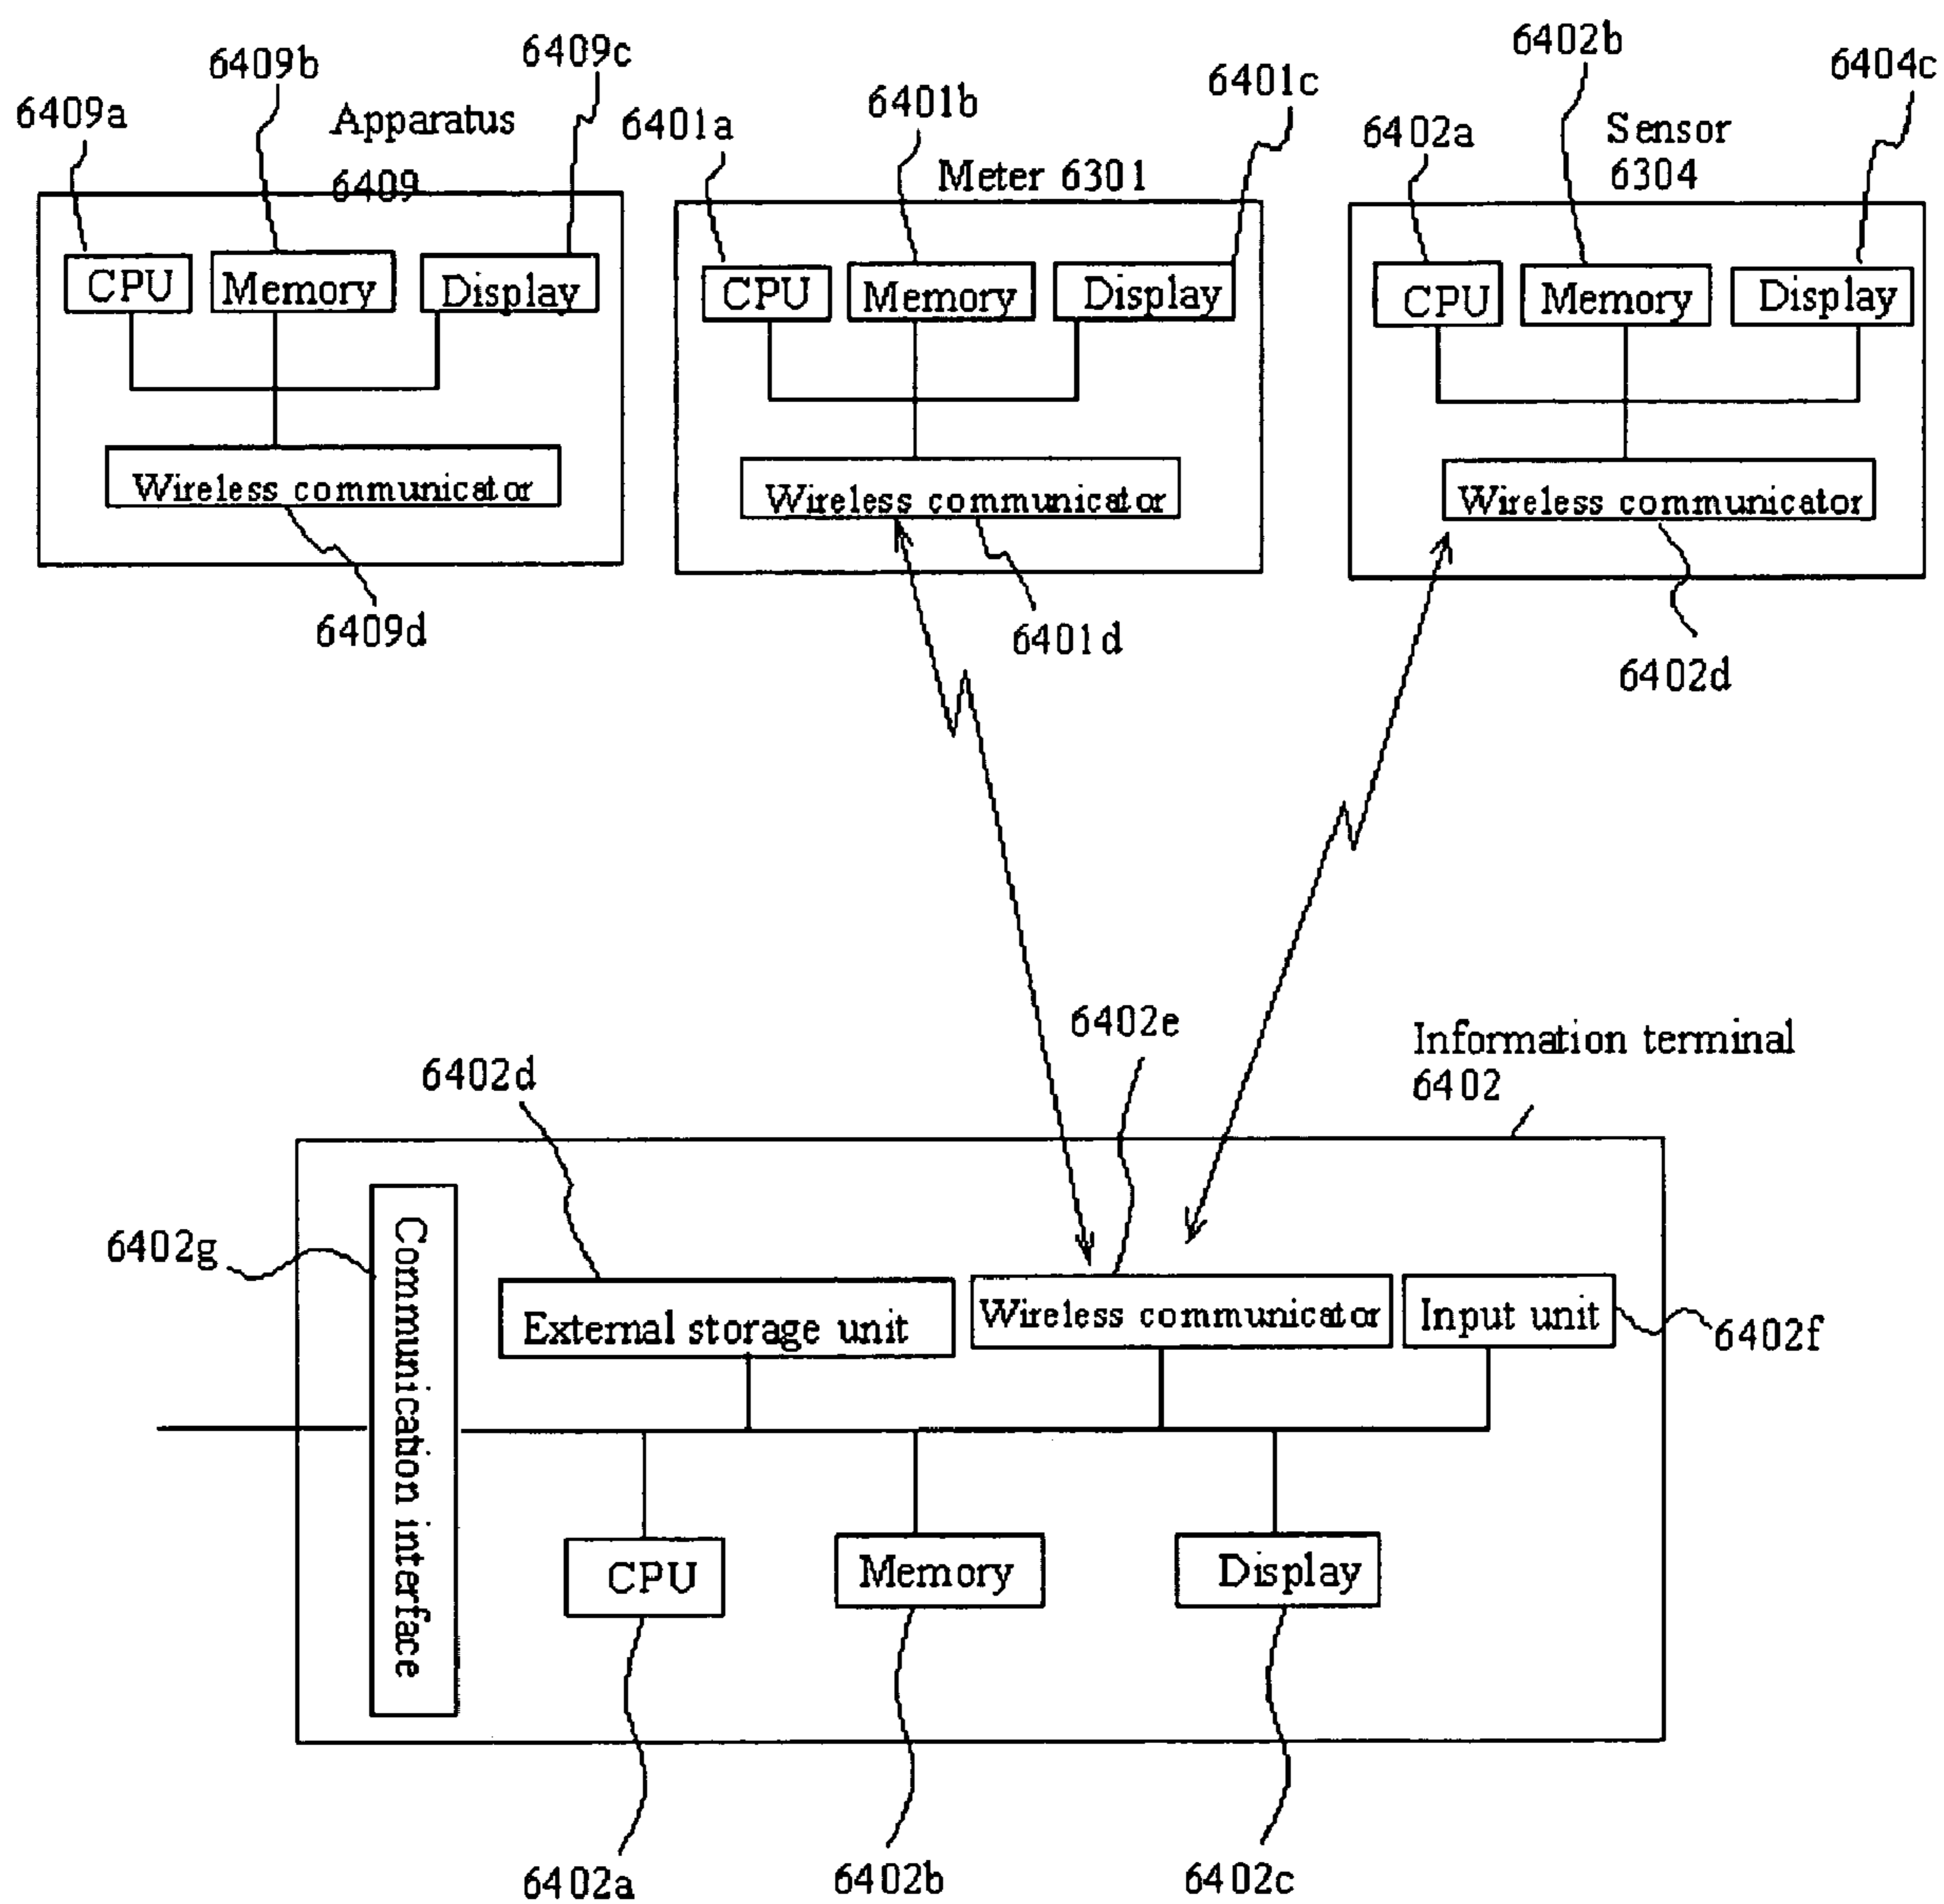 6409a
6409b
6409c
Apparatus
6409
CPU
Memory
Display
Wireless communicator
6409d
6401a
6401b
6401c
Meter 6301
CPU
Memory
Display
Wireless communicator
6401d
6402a
6402b
6404c
Sensor
6304
CPU
Memory
Display
Wireless communicator
6402d
6402e
Information terminal
6402
6402d
6402g
Communication interface
External storage unit
Wireless communicator
Input unit
6402f
CPU
Memory
Display
6402a
6402b
6402c